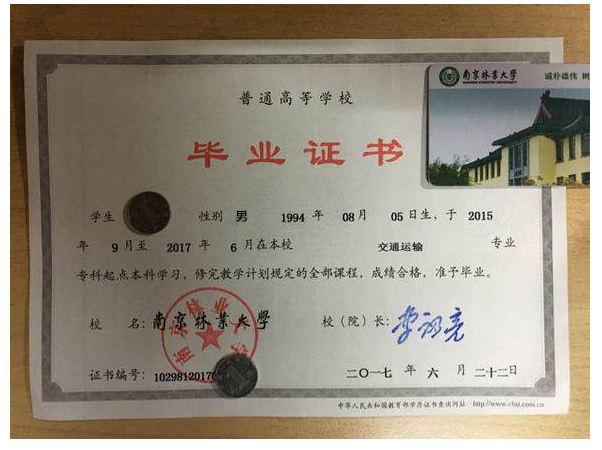 普通高等学校
南京林业大学
NANJING FORESTRY UNIVERSITY
诚朴雄伟 树
毕业证书
学生 性别 男 1994 年 08 月 05 日生，于 2015
年 9 月至 2017 年 6 月在本校 交通运输 专业
专科起点本科学习，修完教学计划规定的全部课程，成绩合格，准予毕业。
校 名：南京林业大学 校（院）长：
证书编号：1029812017 二〇一七 年 六 月 二十二日
中华人民共和国教育部学历证书查询网址：http://www.chsi.com.cn